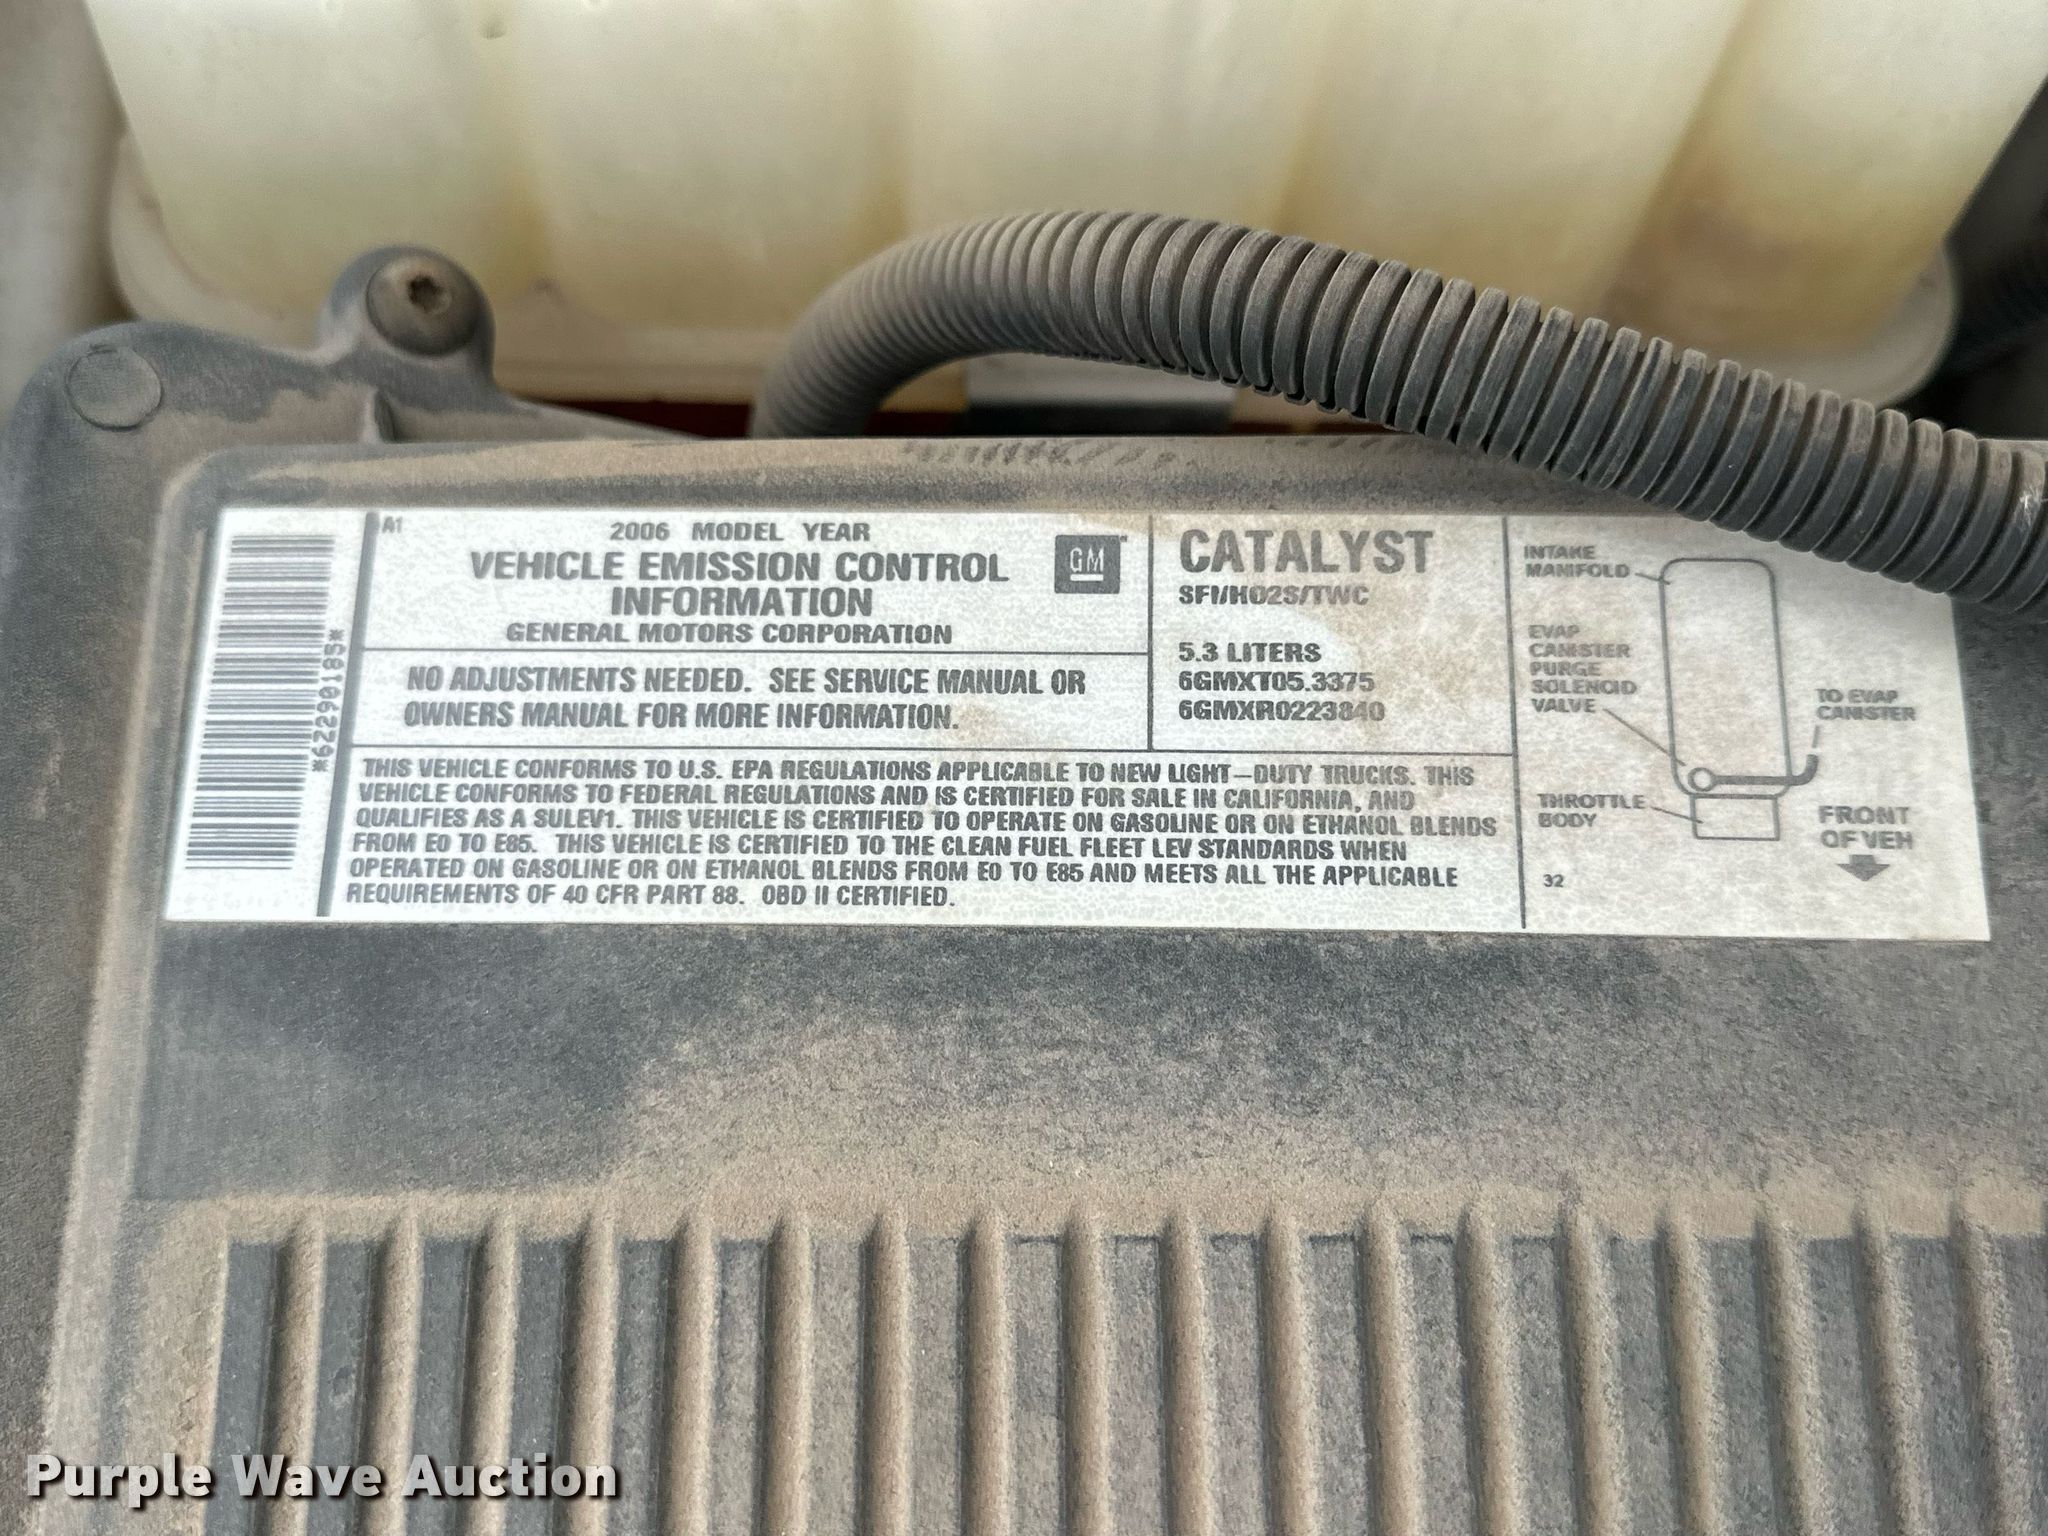 A1
2006 MODEL YEAR
VEHICLE EMISSION CONTROL
INFORMATION
GENERAL MOTORS CORPORATION
GM
NO ADJUSTMENTS NEEDED. SEE SERVICE MANUAL OR
OWNERS MANUAL FOR MORE INFORMATION.
CATALYST
SFI/HO2S/TWC
5.3 LITERS
6GMXT05.3375
6GMXR0223840
THIS VEHICLE CONFORMS TO U.S. EPA REGULATIONS APPLICABLE TO NEW LIGHT-DUTY TRUCKS. THIS
VEHICLE CONFORMS TO FEDERAL REGULATIONS AND IS CERTIFIED FOR SALE IN CALIFORNIA, AND
QUALIFIES AS A SULEV1. THIS VEHICLE IS CERTIFIED TO OPERATE ON GASOLINE OR ON ETHANOL BLENDS
FROM E0 TO E85. THIS VEHICLE IS CERTIFIED TO THE CLEAN FUEL FLEET LEV STANDARDS WHEN
OPERATED ON GASOLINE OR ON ETHANOL BLENDS FROM E0 TO E85 AND MEETS ALL THE APPLICABLE
REQUIREMENTS OF 40 CFR PART 88. OBD II CERTIFIED.
INTAKE
MANIFOLD
EVAP
CANISTER
PURGE
SOLENOID
VALVE
TO EVAP
CANISTER
THROTTLE
BODY
FRONT
OF VEH
32
*62290185*
Purple Wave Auction